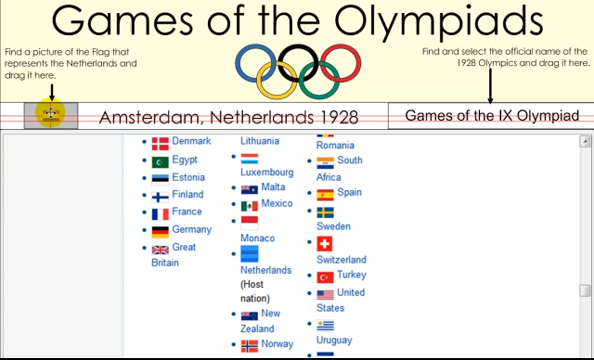 Games of the Olympiads
Find a picture of the Flag that
represents the Netherlands and
drag it here.
Find and select the official name of the
1928 Olympics and drag it here.
Amsterdam, Netherlands 1928
Games of the IX Olympiad
Denmark
Egypt
Estonia
Finland
France
Germany
Great
Britain
Lithuania
Luxembourg
Malta
Mexico
Monaco
Netherlands
(Host
nation)
New
Zealand
Norway
Romania
South
Africa
Spain
Sweden
Switzerland
Turkey
United
States
Uruguay